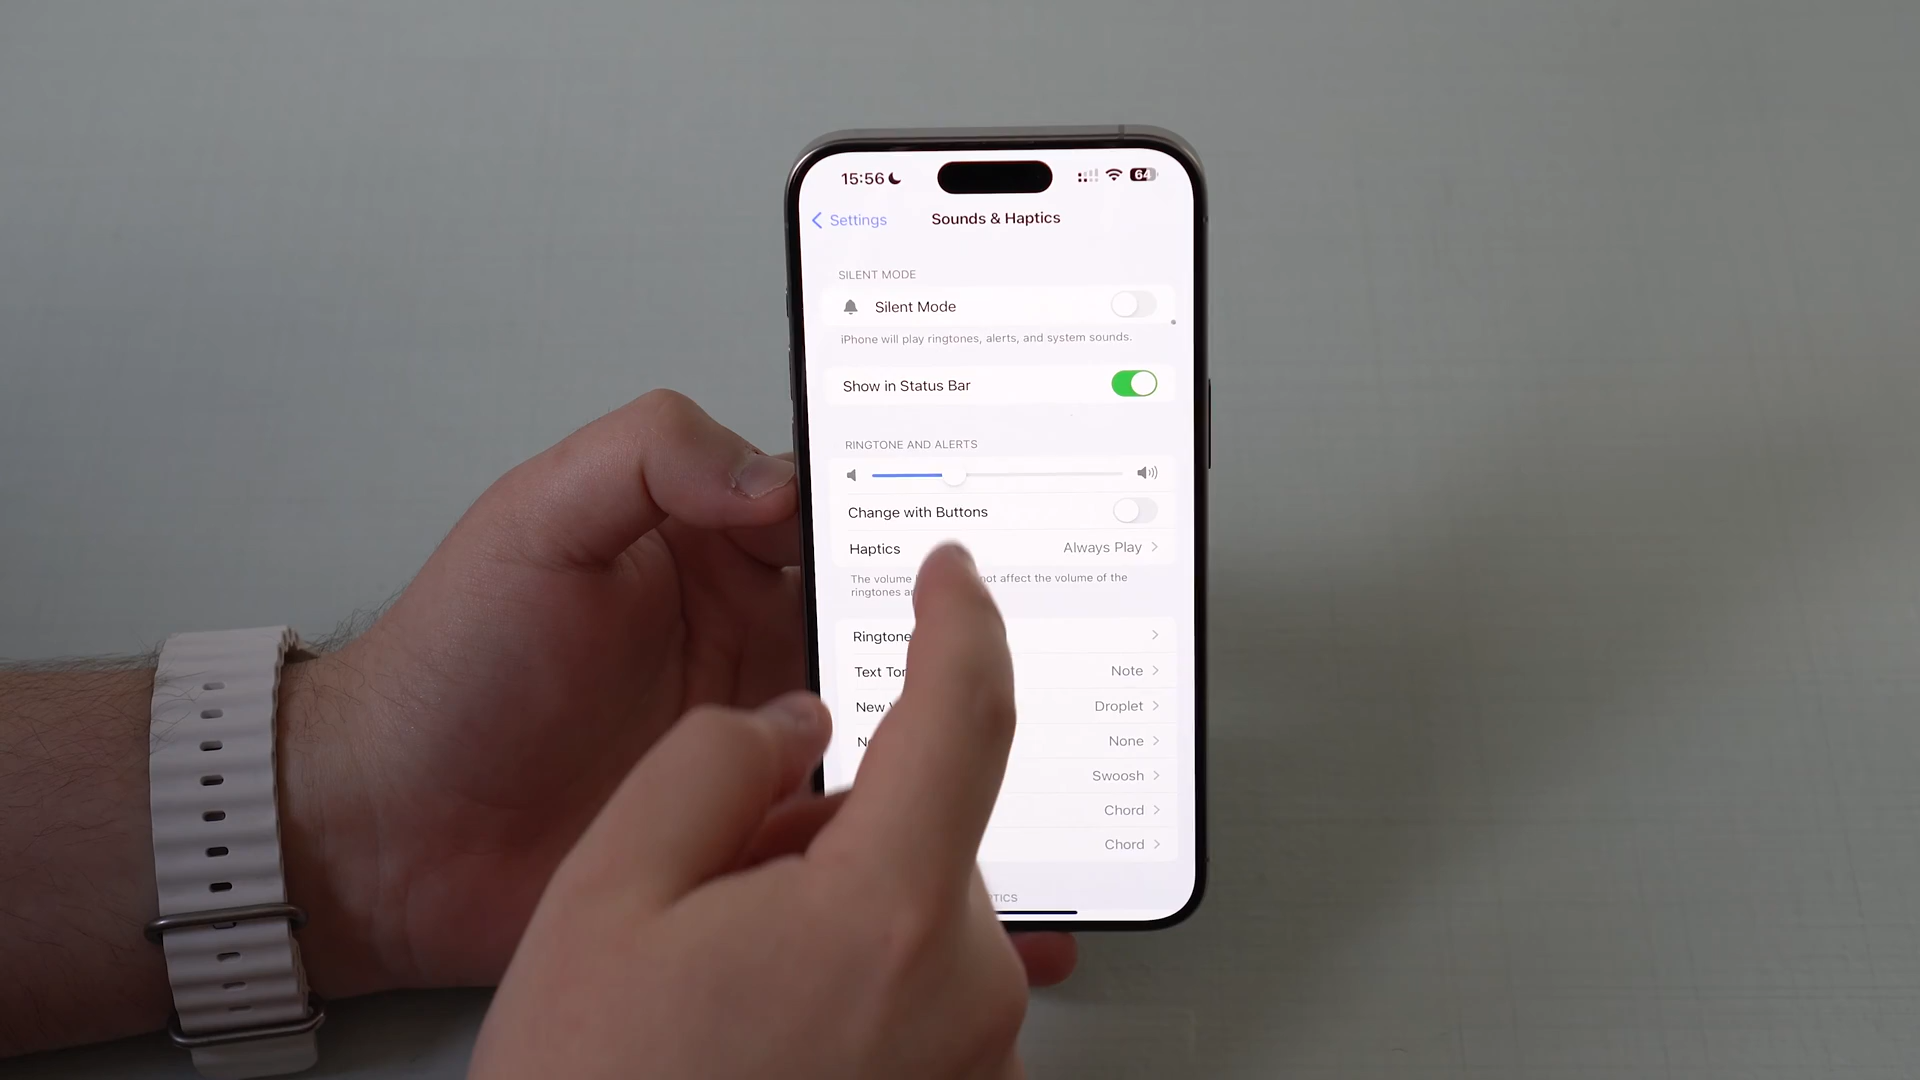 15:56
64
Settings
Sounds & Haptics
SILENT MODE
Silent Mode
iPhone will play ringtones, alerts, and system sounds.
Show in Status Bar
RINGTONE AND ALERTS
Change with Buttons
Haptics Always Play
The volume not affect the volume of the
ringtones
Ringtone
Text Note
New Droplet
None
Swoosh
Chord
Chord